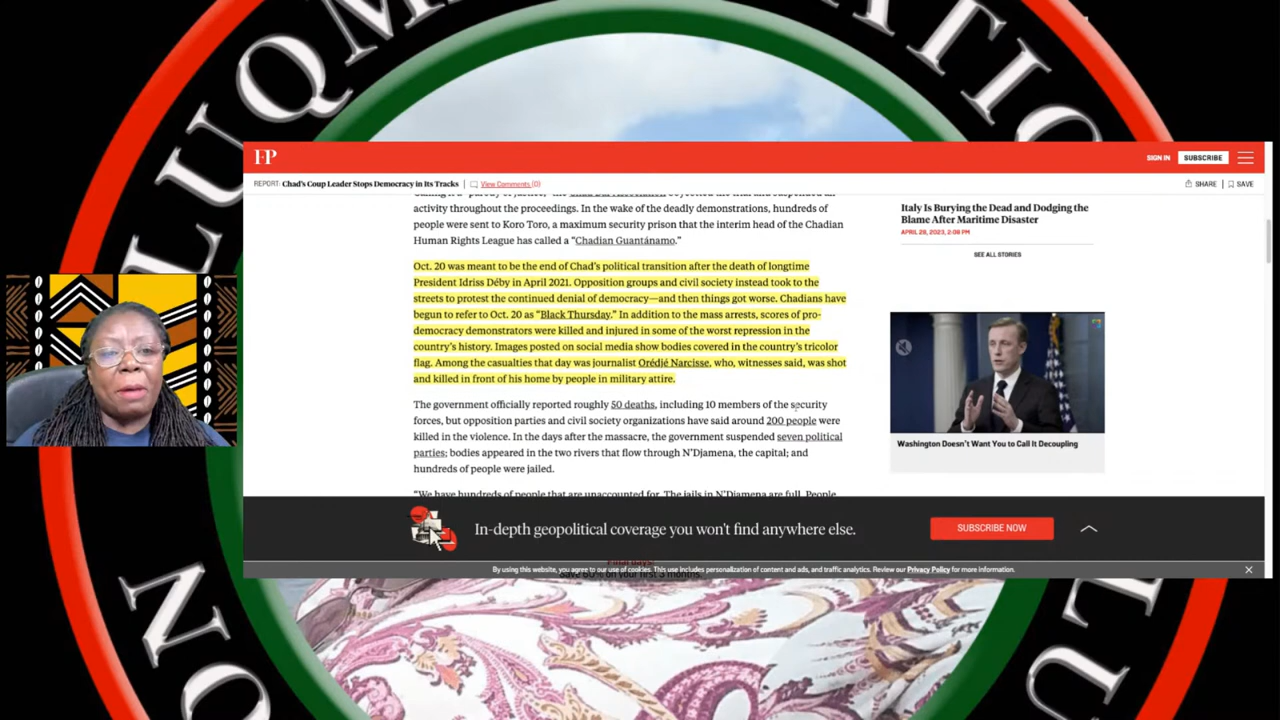 LUQM
ATIO
FP
SIGN IN
SUBSCRIBE
REPORT: Chad's Coup Leader Stops Democracy in Its Tracks
View Comments (0)
SHARE
SAVE
activity throughout the proceedings. In the wake of the deadly demonstrations, hundreds of
people were sent to Koro Toro, a maximum security prison that the interim head of the Chadian
Human Rights League has called a “Chadian Guantánamo.”
Oct. 20 was meant to be the end of Chad’s political transition after the death of longtime
President Idriss Déby in April 2021. Opposition groups and civil society instead took to the
streets to protest the continued denial of democracy—and then things got worse. Chadians have
begun to refer to Oct. 20 as “Black Thursday.” In addition to the mass arrests, scores of pro-
democracy demonstrators were killed and injured in some of the worst repression in the
country’s history. Images posted on social media show bodies covered in the country’s tricolor
flag. Among the casualties that day was journalist Orédjé Narcisse, who, witnesses said, was shot
and killed in front of his home by people in military attire.
The government officially reported roughly 50 deaths, including 10 members of the security
forces, but opposition parties and civil society organizations have said around 200 people were
killed in the violence. In the days after the massacre, the government suspended seven political
parties; bodies appeared in the two rivers that flow through N’Djamena, the capital; and
hundreds of people were jailed.
“We have hundreds of people that are unaccounted for. The jails in N’Djamena are full. People
Italy Is Burying the Dead and Dodging the
Blame After Maritime Disaster
APRIL 28, 2023, 2:06 PM
SEE ALL STORIES
Washington Doesn’t Want You to Call It Decoupling
In-depth geopolitical coverage you won't find anywhere else.
SUBSCRIBE NOW
By using this website, you agree to our use of cookies. This use includes personalization of content and ads, and traffic analytics. Review our Privacy Policy for more information.
Save 60% on your first 3 months.